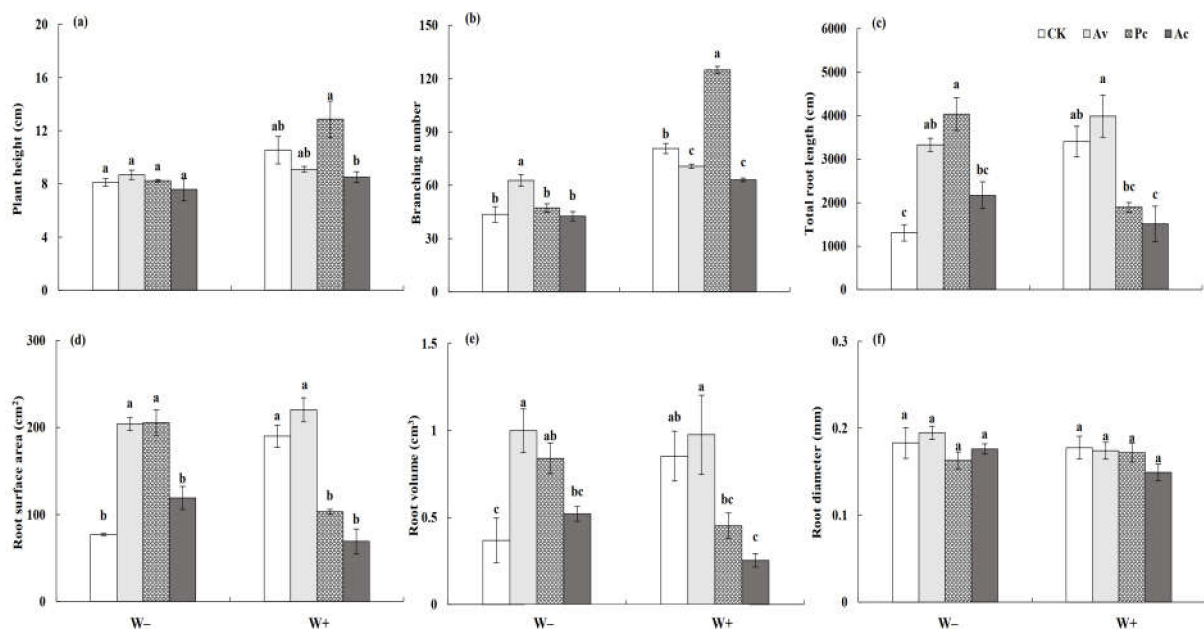 (a)
Plant height (cm)
20
16
12
8
4
0
a a a a
ab ab a b
(b)
Branching number
150
120
90
60
30
0
b a b b
b c a c
(c)
CK Av Pc Ac
Total root length (cm)
6000
5000
4000
3000
2000
1000
0
c ab a bc
ab a bc c
(d)
Root surface area (cm²)
300
200
100
0
b a a b
a a b b
W− W+
(e)
Root volume (cm³)
1.5
1
0.5
0
c a ab bc
ab a bc c
W− W+
(f)
Root diameter (mm)
0.3
0.2
0.1
0
a a a a
a a a a
W− W+